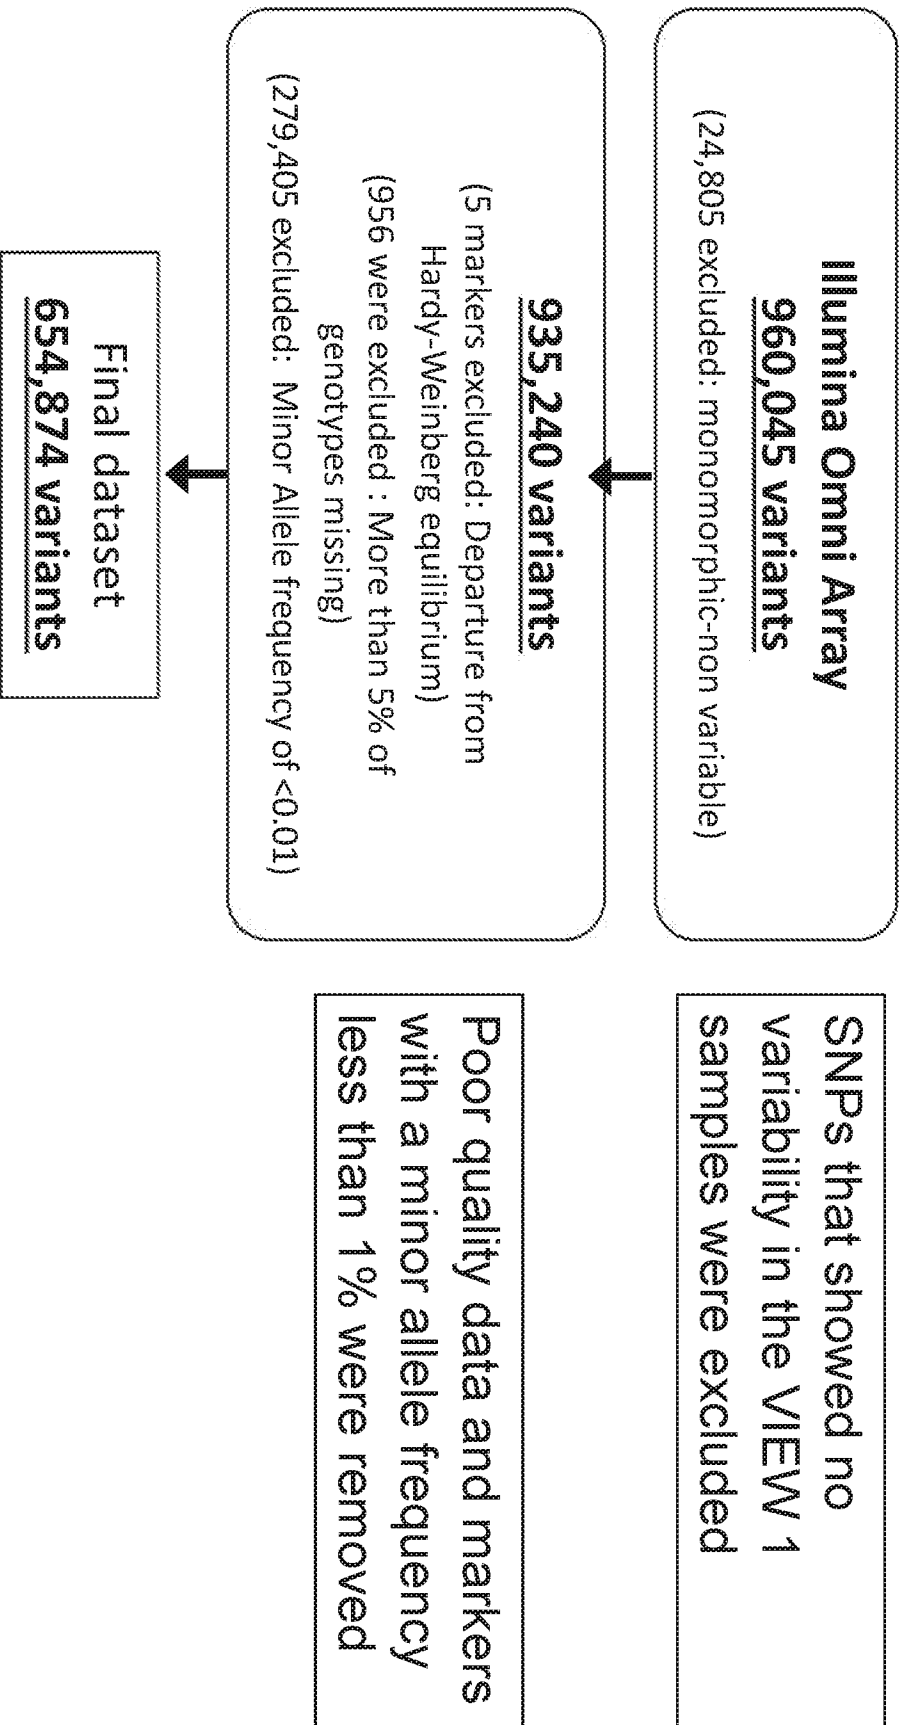 Illumina Omni Array
960,045 variants
(24,805 excluded: monomorphic-non variable)
SNPs that showed no
variability in the VIEW 1
samples were excluded
935,240 variants
(5 markers excluded: Departure from
Hardy-Weinberg equilibrium)
(956 were excluded : More than 5% of
genotypes missing)
(279,405 excluded: Minor Allele frequency of <0.01)
Poor quality data and markers
with a minor allele frequency
less than 1% were removed
Final dataset
654,874 variants